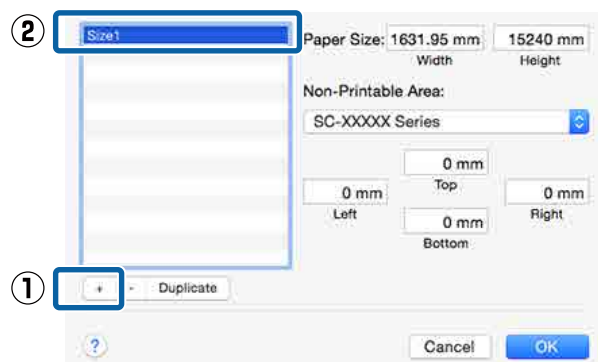 ②
Size1
Paper Size: 1631.95 mm 15240 mm
Width Height
Non-Printable Area:
SC-XXXXX Series
0 mm
Top
0 mm 0 mm
Left Right
0 mm
Bottom
①
+ - Duplicate
? Cancel OK